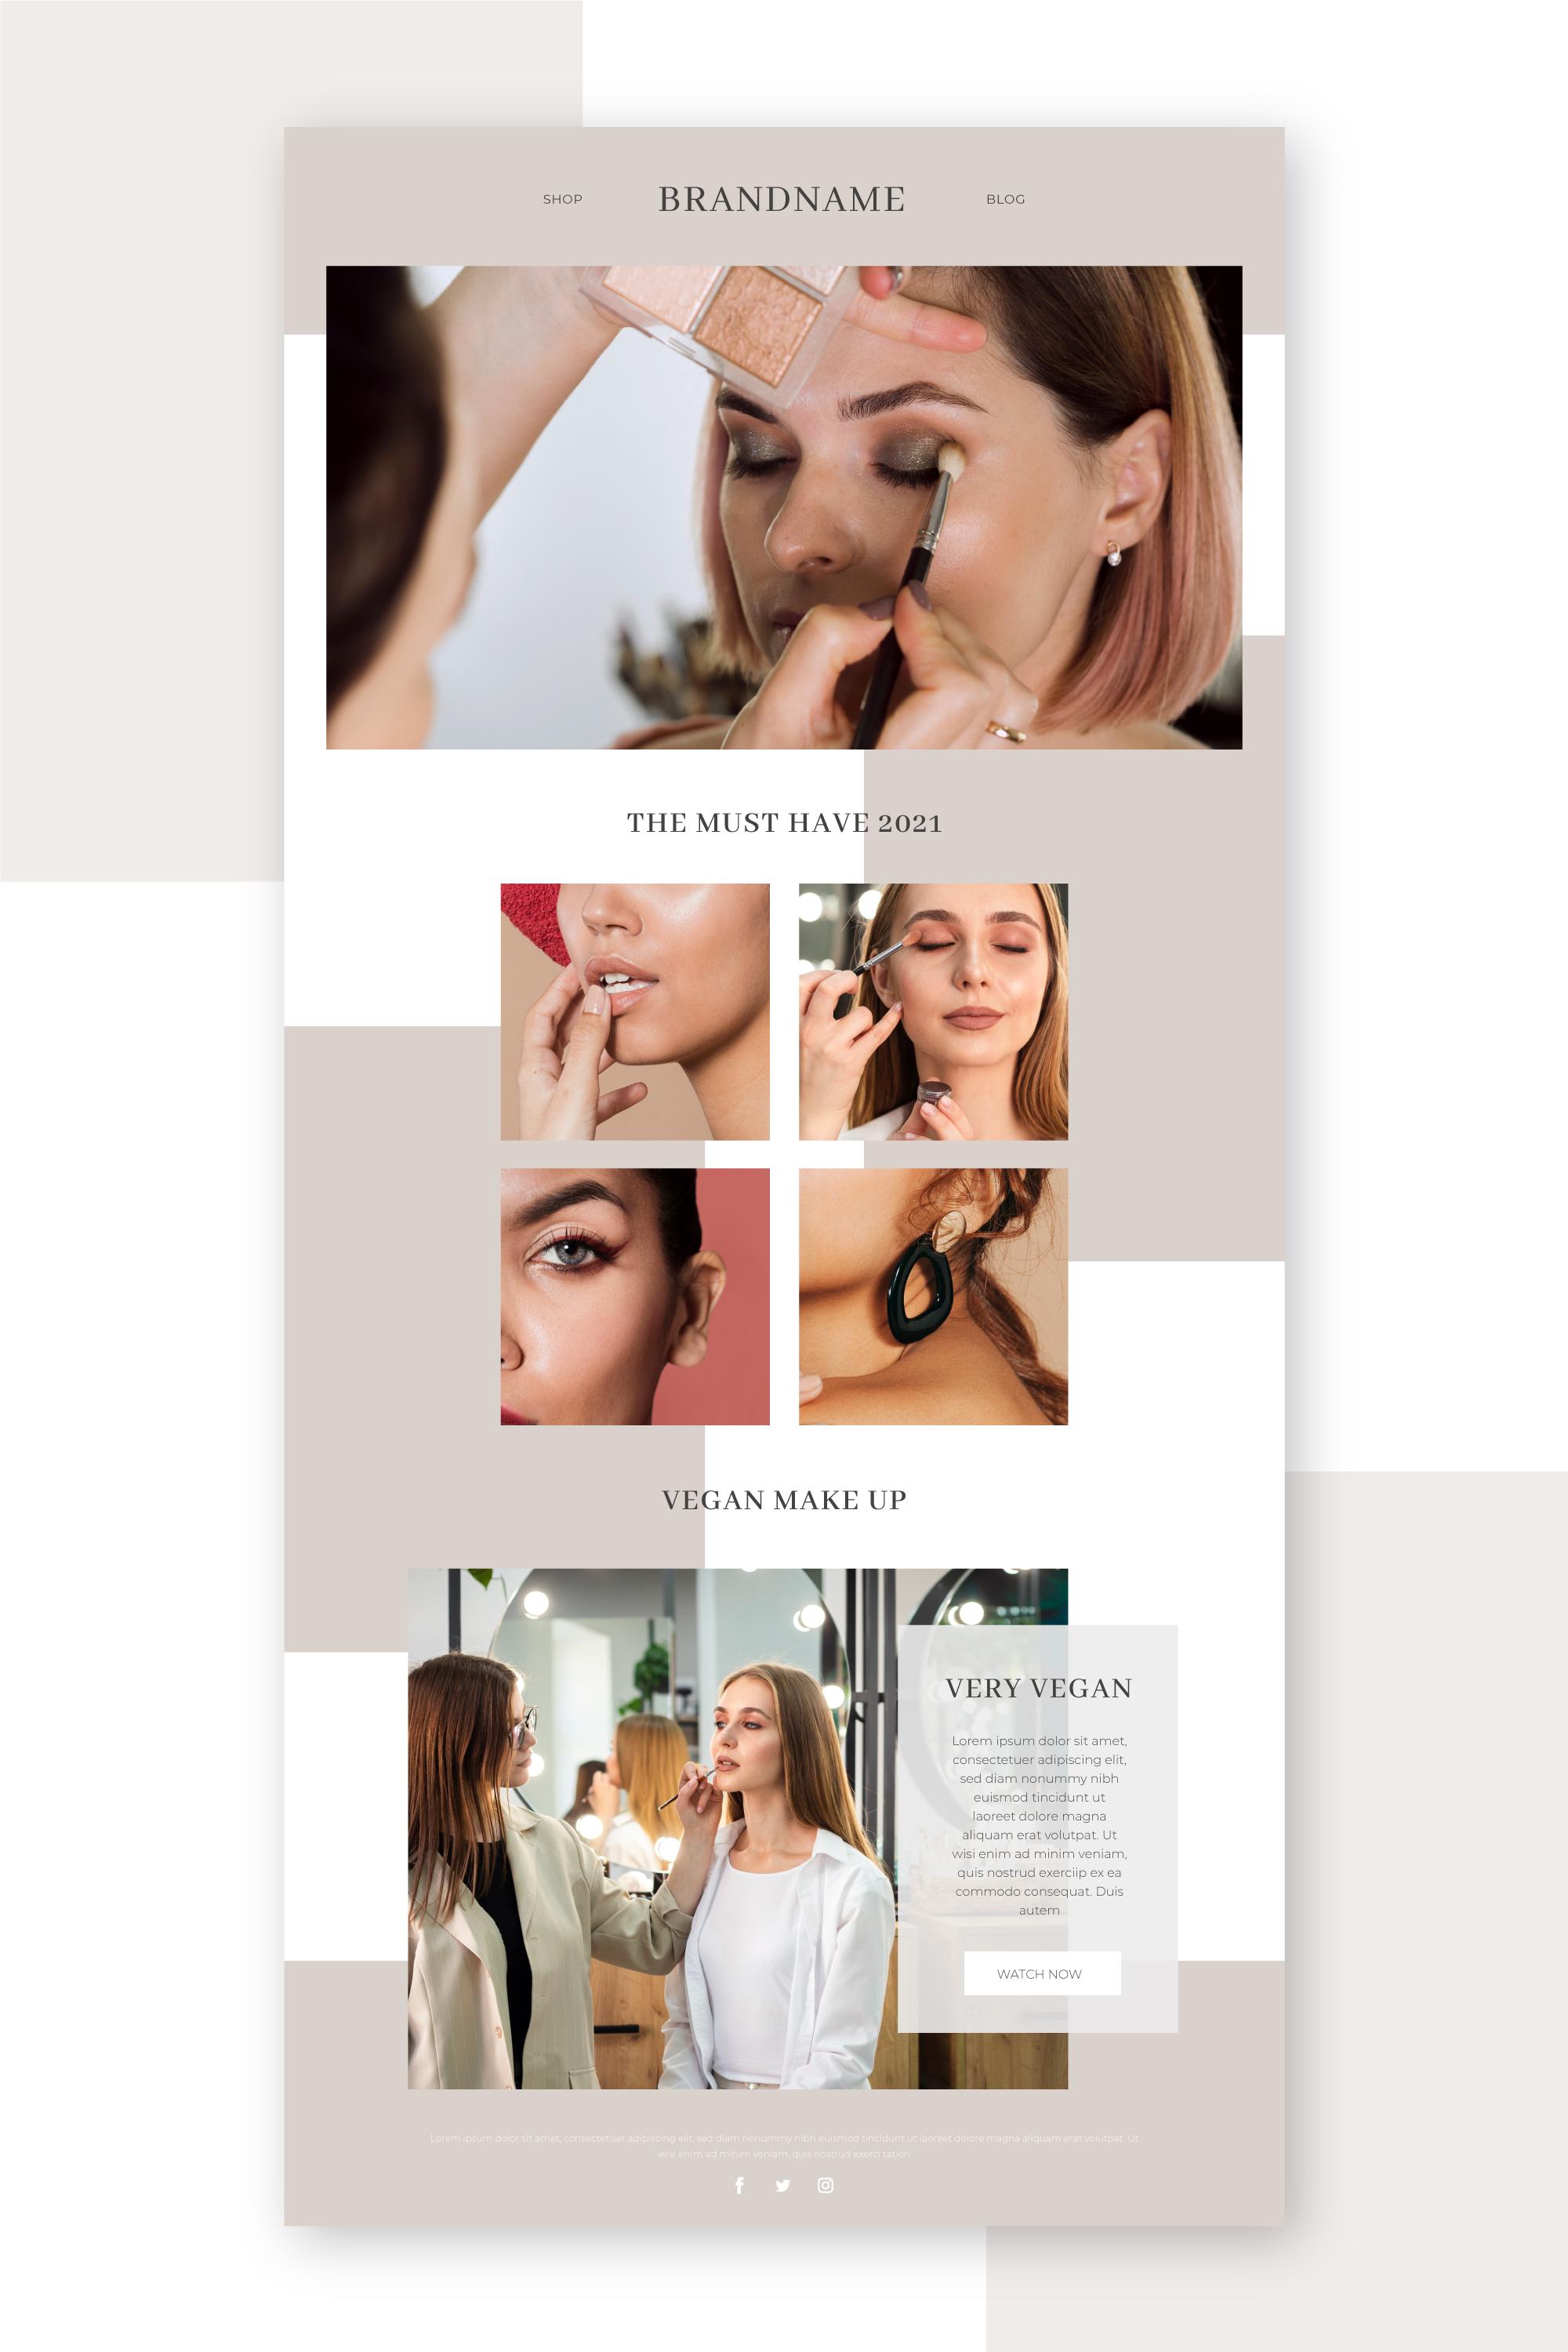 SHOP BRANDNAME BLOG
THE MUST HAVE 2021
VEGAN MAKE UP
VERY VEGAN
Lorem ipsum dolor sit amet,
consectetuer adipiscing elit,
sed diam nonummy nibh
euismod tincidunt ut
laoreet dolore magna
aliquam erat volutpat. Ut
wisi enim ad minim veniam,
quis nostrud exerciip ex ea
commodo consequat. Duis
autem
WATCH NOW
Lorem ipsum dolor sit amet, consectetuer adipiscing elit, sed diam nonummy nibh euismod tincidunt ut laoreet dolore magna aliquam erat volutpat. Ut
wisi enim ad minim veniam, quis nostrud exerci tation